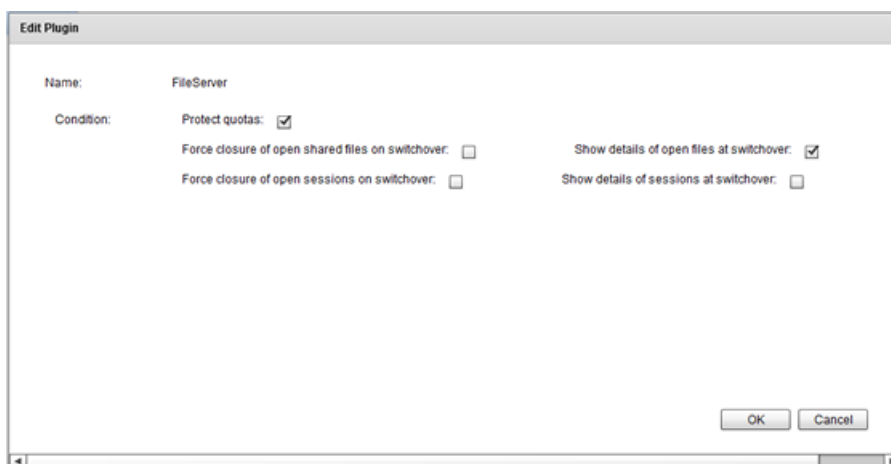 Edit Plugin
Name: FileServer
Condition: Protect quotas:
Force closure of open shared files on switchover: Show details of open files at switchover:
Force closure of open sessions on switchover: Show details of sessions at switchover:
OK Cancel